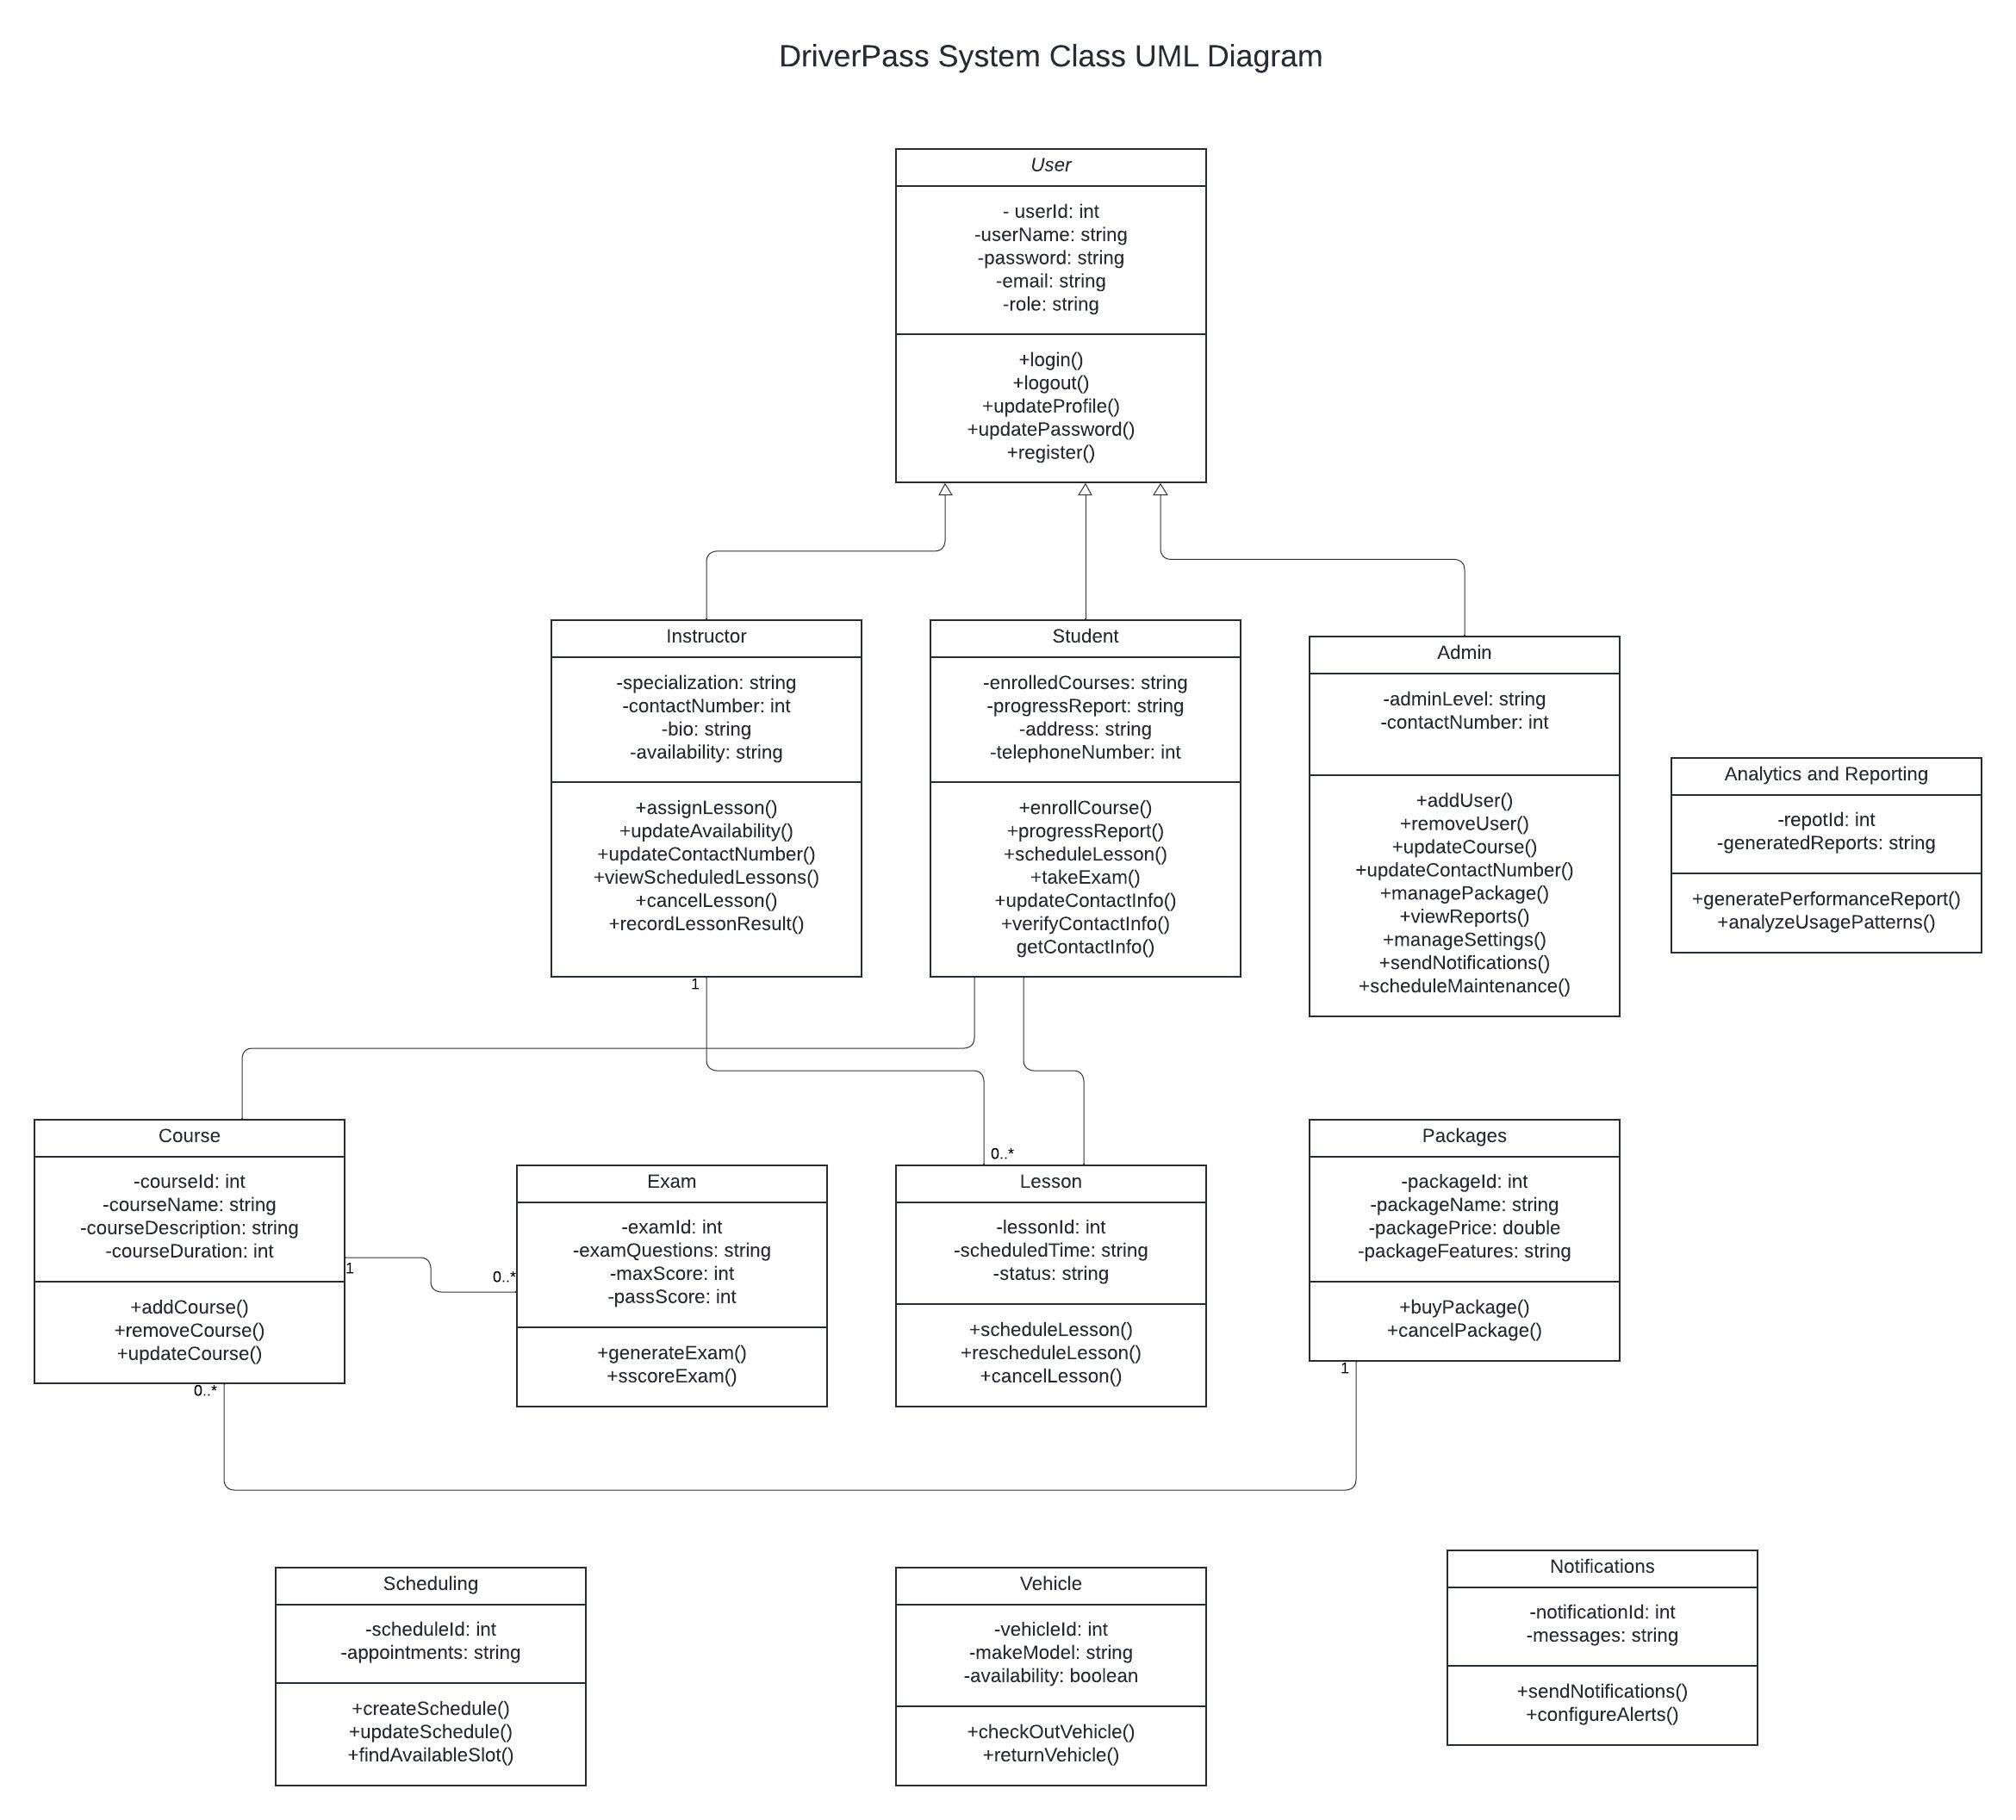 DriverPass System Class UML Diagram
User
- userId: int
-userName: string
-password: string
-email: string
-role: string
+login()
+logout()
+updateProfile()
+updatePassword()
+register()
Instructor
-specialization: string
-contactNumber: int
-bio: string
-availability: string
+assignLesson()
+updateAvailability()
+updateContactNumber()
+viewScheduledLessons()
+cancelLesson()
+recordLessonResult()
1
Student
-enrolledCourses: string
-progressReport: string
-address: string
-telephoneNumber: int
+enrollCourse()
+progressReport()
+scheduleLesson()
+takeExam()
+updateContactInfo()
+verifyContactInfo()
getContactInfo()
Admin
-adminLevel: string
-contactNumber: int
+addUser()
+removeUser()
+updateCourse()
+updateContactNumber()
+managePackage()
+viewReports()
+manageSettings()
+sendNotifications()
+scheduleMaintenance()
Analytics and Reporting
-repotId: int
-generatedReports: string
+generatePerformanceReport()
+analyzeUsagePatterns()
Course
-courseId: int
-courseName: string
-courseDescription: string
-courseDuration: int
+addCourse()
+removeCourse()
+updateCourse()
1
0..*
0..*
Exam
-examId: int
-examQuestions: string
-maxScore: int
-passScore: int
+generateExam()
+sscoreExam()
0..*
Lesson
-lessonId: int
-scheduledTime: string
-status: string
+scheduleLesson()
+rescheduleLesson()
+cancelLesson()
Packages
-packageId: int
-packageName: string
-packagePrice: double
-packageFeatures: string
+buyPackage()
+cancelPackage()
1
Scheduling
-scheduleId: int
-appointments: string
+createSchedule()
+updateSchedule()
+findAvailableSlot()
Vehicle
-vehicleId: int
-makeModel: string
-availability: boolean
+checkOutVehicle()
+returnVehicle()
Notifications
-notificationId: int
-messages: string
+sendNotifications()
+configureAlerts()